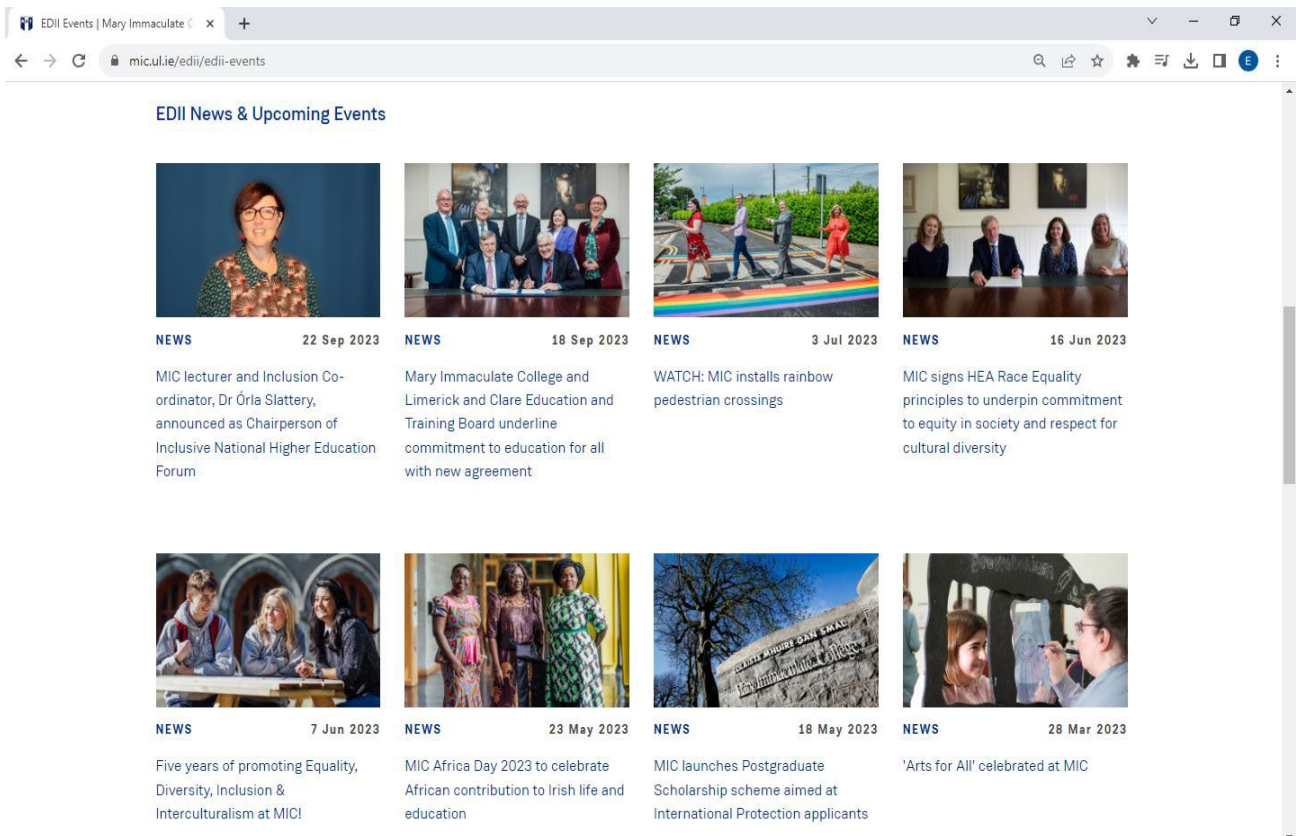 EDII Events | Mary Immaculate C
mic.ul.ie/edii/edii-events
E
EDII News & Upcoming Events
NEWS 22 Sep 2023
MIC lecturer and Inclusion Co-
ordinator, Dr Órla Slattery,
announced as Chairperson of
Inclusive National Higher Education
Forum
NEWS 18 Sep 2023
Mary Immaculate College and
Limerick and Clare Education and
Training Board underline
commitment to education for all
with new agreement
NEWS 3 Jul 2023
WATCH: MIC installs rainbow
pedestrian crossings
NEWS 16 Jun 2023
MIC signs HEA Race Equality
principles to underpin commitment
to equity in society and respect for
cultural diversity
COLÁISTE MHUIRE GAN SMÁL
Mary Immaculate College
NEWS 7 Jun 2023
Five years of promoting Equality,
Diversity, Inclusion &
Interculturalism at MIC!
NEWS 23 May 2023
MIC Africa Day 2023 to celebrate
African contribution to Irish life and
education
NEWS 18 May 2023
MIC launches Postgraduate
Scholarship scheme aimed at
International Protection applicants
NEWS 28 Mar 2023
'Arts for All' celebrated at MIC